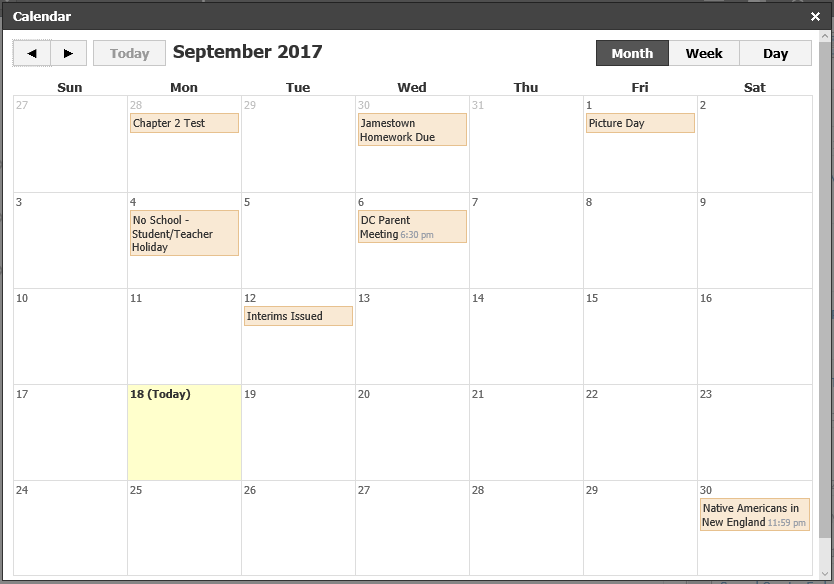 Calendar
Today
September 2017
Month Week Day
Sun Mon Tue Wed Thu Fri Sat
27 28 29 30 31 1 2
Chapter 2 Test
Jamestown
Homework Due
Picture Day
3 4 5 6 7 8 9
No School -
Student/Teacher
Holiday
DC Parent
Meeting 6:30 pm
10 11 12 13 14 15 16
Interims Issued
17 18 (Today) 19 20 21 22 23
24 25 26 27 28 29 30
Native Americans in
New England 11:59 pm